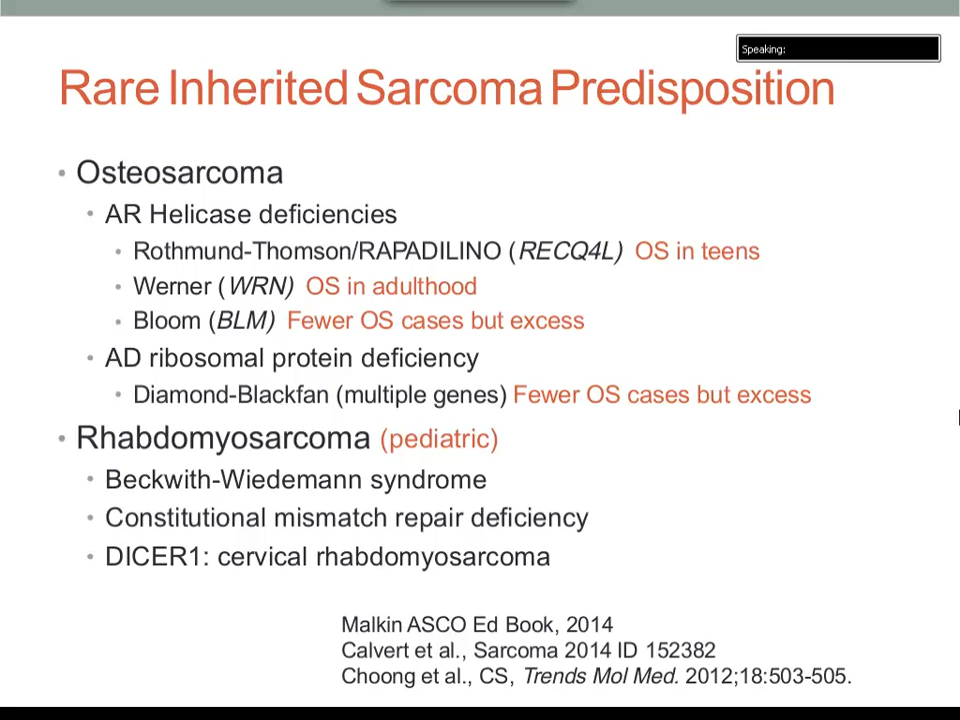 Speaking:
Rare Inherited Sarcoma Predisposition
• Osteosarcoma
• AR Helicase deficiencies
• Rothmund-Thomson/RAPADILINO (RECQ4L) OS in teens
• Werner (WRN) OS in adulthood
• Bloom (BLM) Fewer OS cases but excess
• AD ribosomal protein deficiency
• Diamond-Blackfan (multiple genes) Fewer OS cases but excess
• Rhabdomyosarcoma (pediatric)
• Beckwith-Wiedemann syndrome
• Constitutional mismatch repair deficiency
• DICER1: cervical rhabdomyosarcoma
Malkin ASCO Ed Book, 2014
Calvert et al., Sarcoma 2014 ID 152382
Choong et al., CS, Trends Mol Med. 2012;18:503-505.